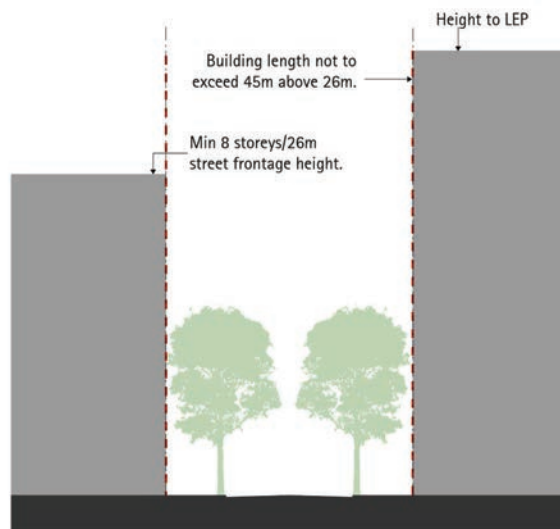 Height to LEP
Building length not to
exceed 45m above 26m.
Min 8 storeys/26m
street frontage height.